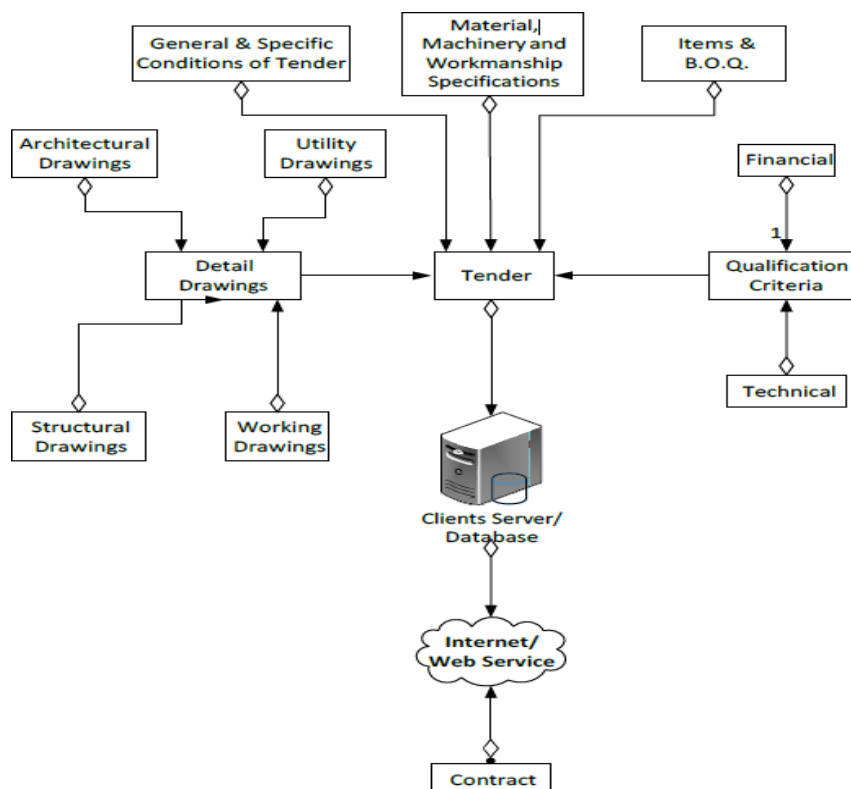 General & Specific
Conditions of Tender
Material,
Machinery and
Workmanship
Specifications
Items &
B.O.Q.
Architectural
Drawings
Utility
Drawings
Financial
1
Detail
Drawings
Tender
Qualification
Criteria
Structural
Drawings
Working
Drawings
Technical
Clients Server/
Database
Internet/
Web Service
Contract